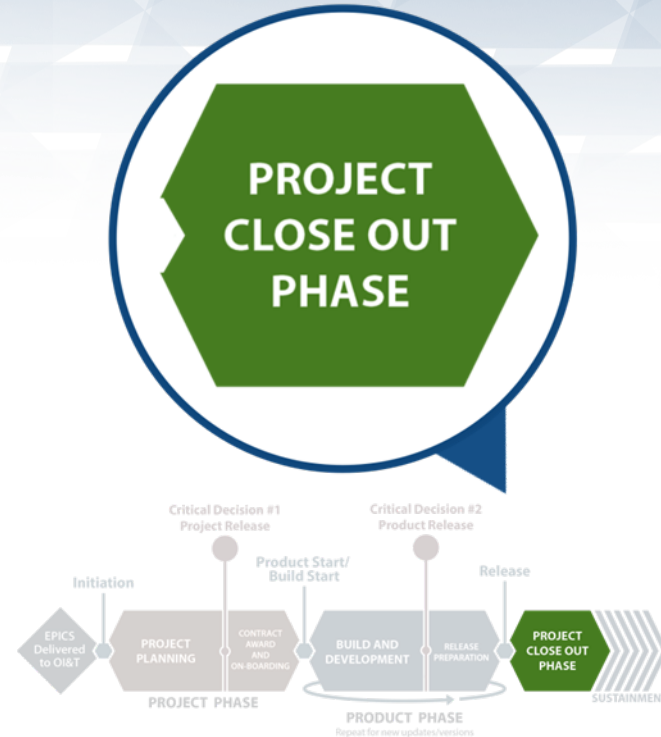 PROJECT
CLOSE OUT
PHASE
Critical Decision #1
Project Release
Critical Decision #2
Product Release
Initiation
Product Start/
Build Start
Release
EPICS
Delivered
to OI&T
PROJECT
PLANNING
CONTRACT
AWARD
AND
ON-BOARDING
BUILD AND
DEVELOPMENT
RELEASE
PREPARATION
PROJECT
CLOSE OUT
PHASE
SUSTAINMEN
PROJECT PHASE
PRODUCT PHASE
Repeat for new updates/versions